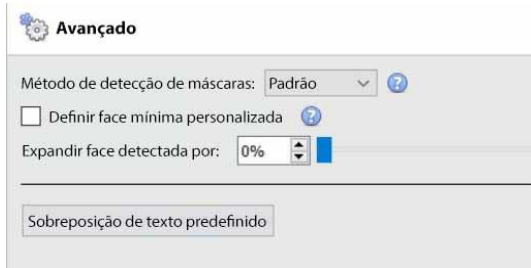 Avançado
Método de detecção de máscaras: Padrão
Definir face mínima personalizada
Expandir face detectada por: 0%
Sobreposição de texto predefinido